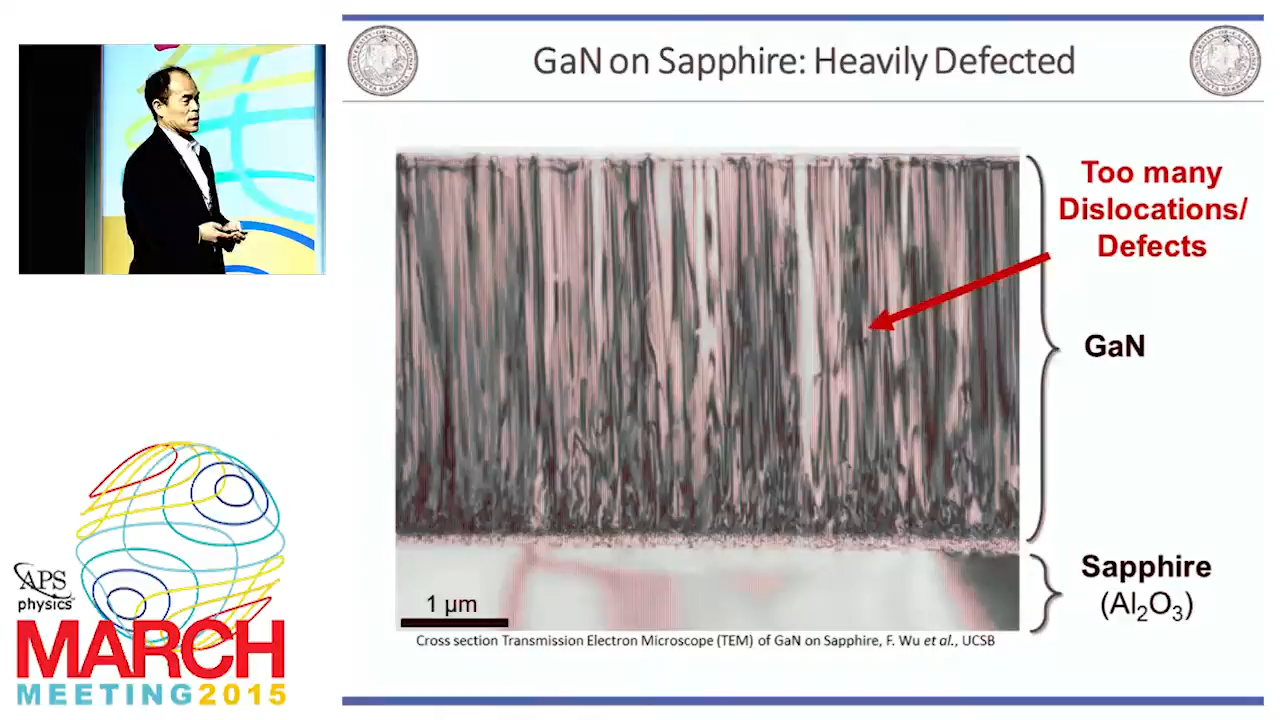 GaN on Sapphire: Heavily Defected
Too many
Dislocations/
Defects
GaN
Sapphire
(Al₂O₃)
1 µm
Cross section Transmission Electron Microscope (TEM) of GaN on Sapphire, F. Wu et al., UCSB
APS
physics
MARCH
MEETING2015